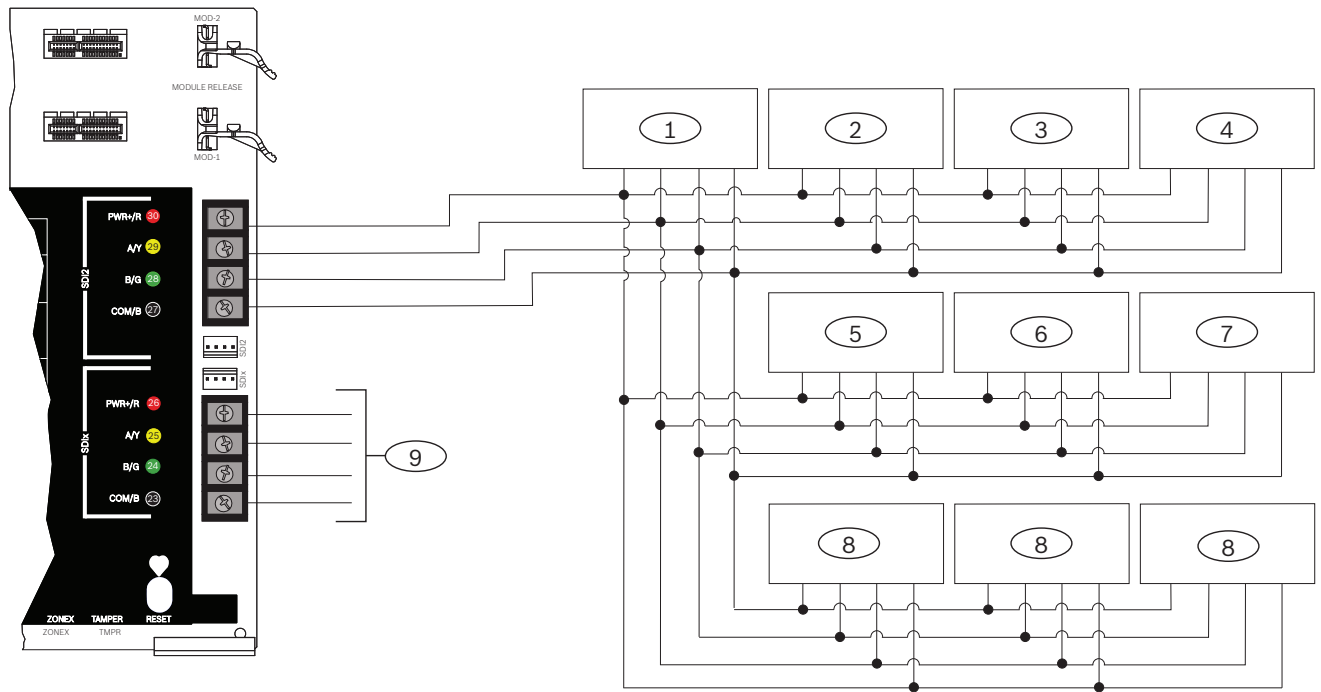 MOD-2
MODULE RELEASE
MOD-1
PWR+/R 30
A/Y 29
B/G 28
COM/B 27
SDI2
SDI2
SDIx
PWR+/R 26
A/Y 25
B/G 24
COM/B 23
SDIx
ZONEX TAMPER RESET
ZONEX TMPR
1 2 3 4
5 6 7
8 8 8
9